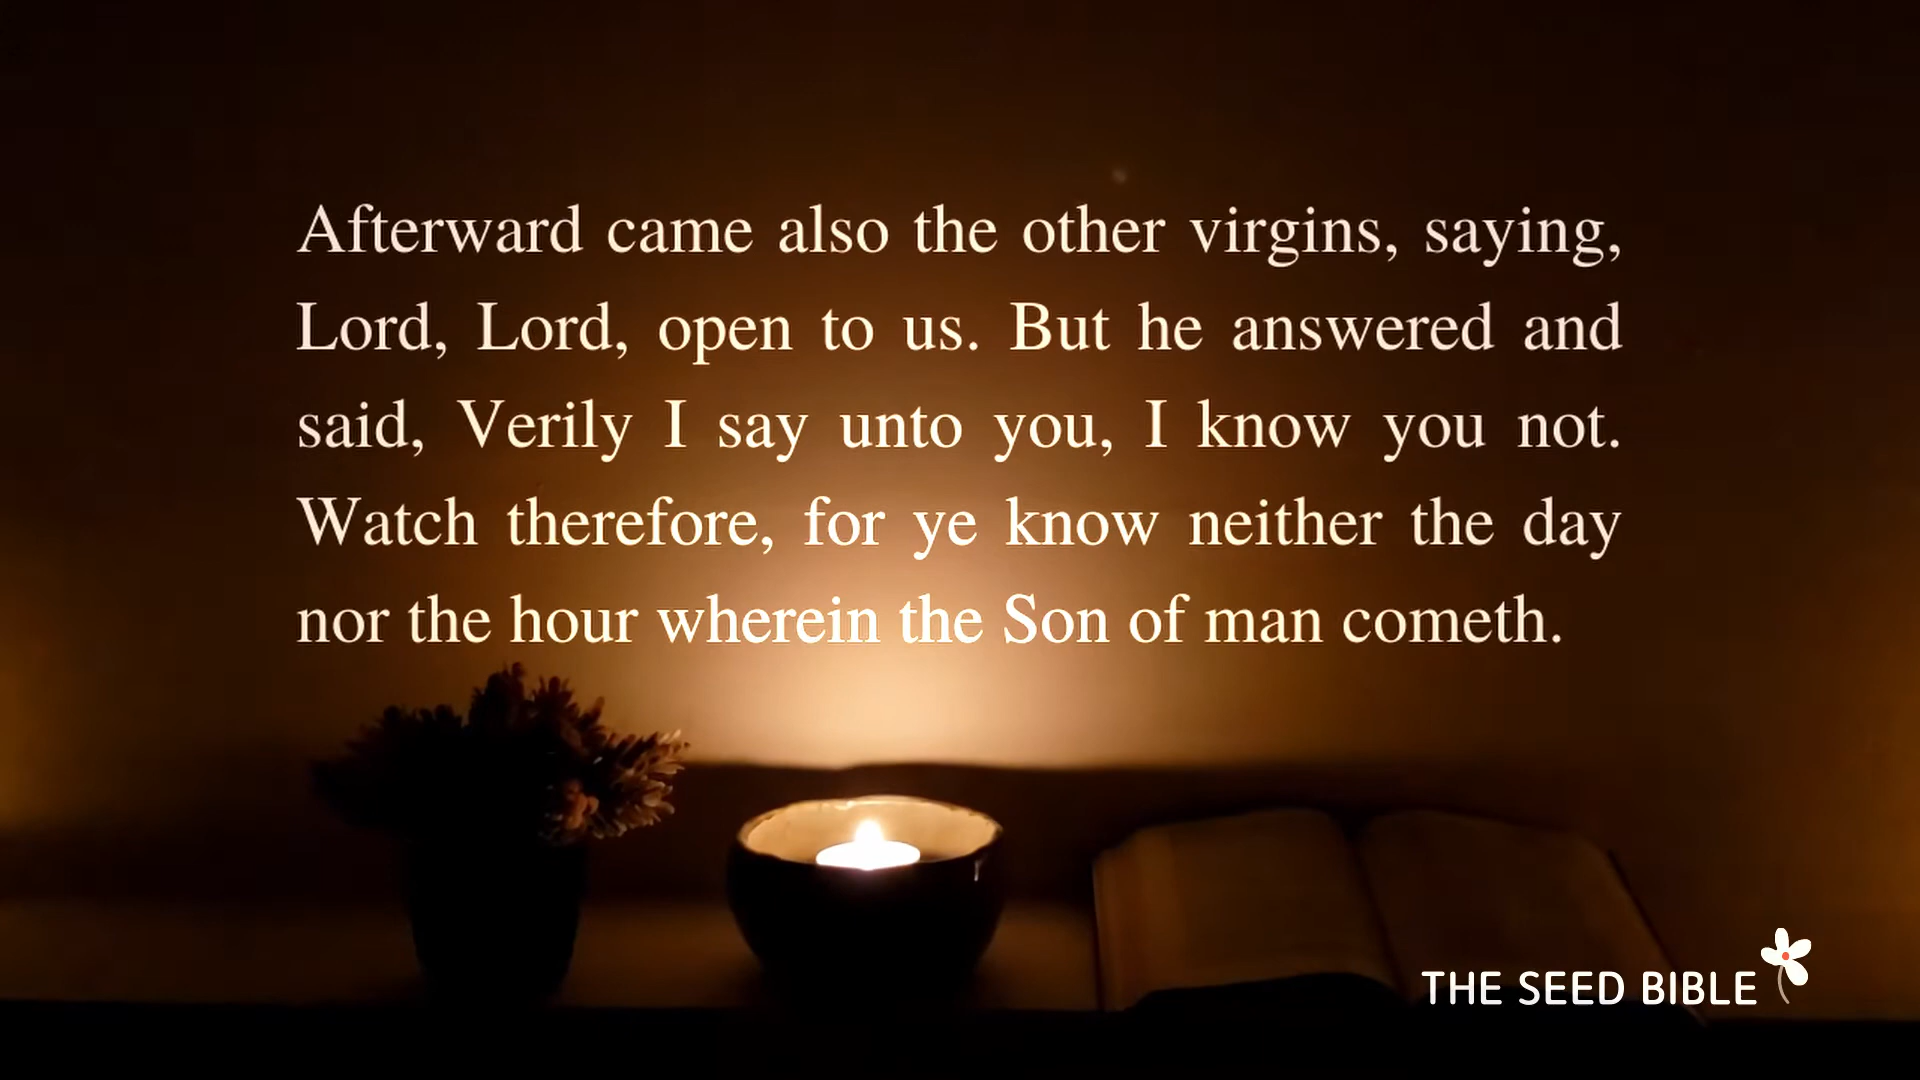 Afterward came also the other virgins, saying,
Lord, Lord, open to us. But he answered and
said, Verily I say unto you, I know you not.
Watch therefore, for ye know neither the day
nor the hour wherein the Son of man cometh.
THE SEED BIBLE